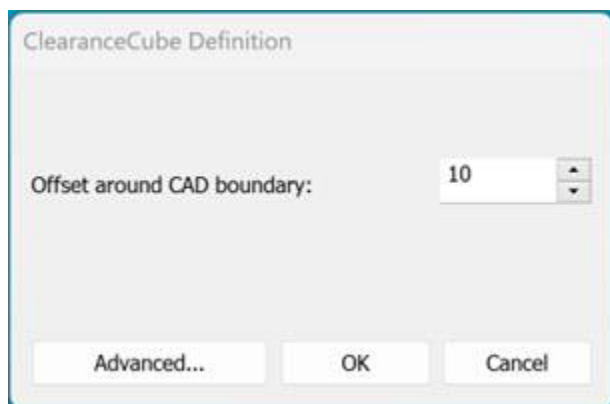 ClearanceCube Definition
Offset around CAD boundary: 10
Advanced... OK Cancel